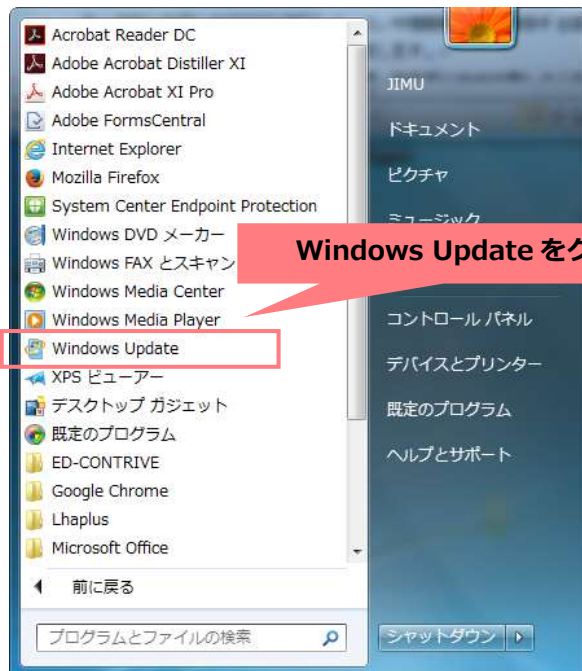 Acrobat Reader DC
Adobe Acrobat Distiller XI
Adobe Acrobat XI Pro
Adobe FormsCentral
Internet Explorer
Mozilla Firefox
System Center Endpoint Protection
Windows DVD メーカー
Windows FAX とスキャン
Windows Media Center
Windows Media Player
Windows Update
XPS ビューアー
デスクトップ ガジェット
既定のプログラム
ED-CONTRIVE
Google Chrome
Lhaplus
Microsoft Office
前に戻る
プログラムとファイルの検索
JIMU
ドキュメント
ピクチャ
ミュージック
Windows Update をク
コントロール パネル
デバイスとプリンター
既定のプログラム
ヘルプとサポート
シャットダウン